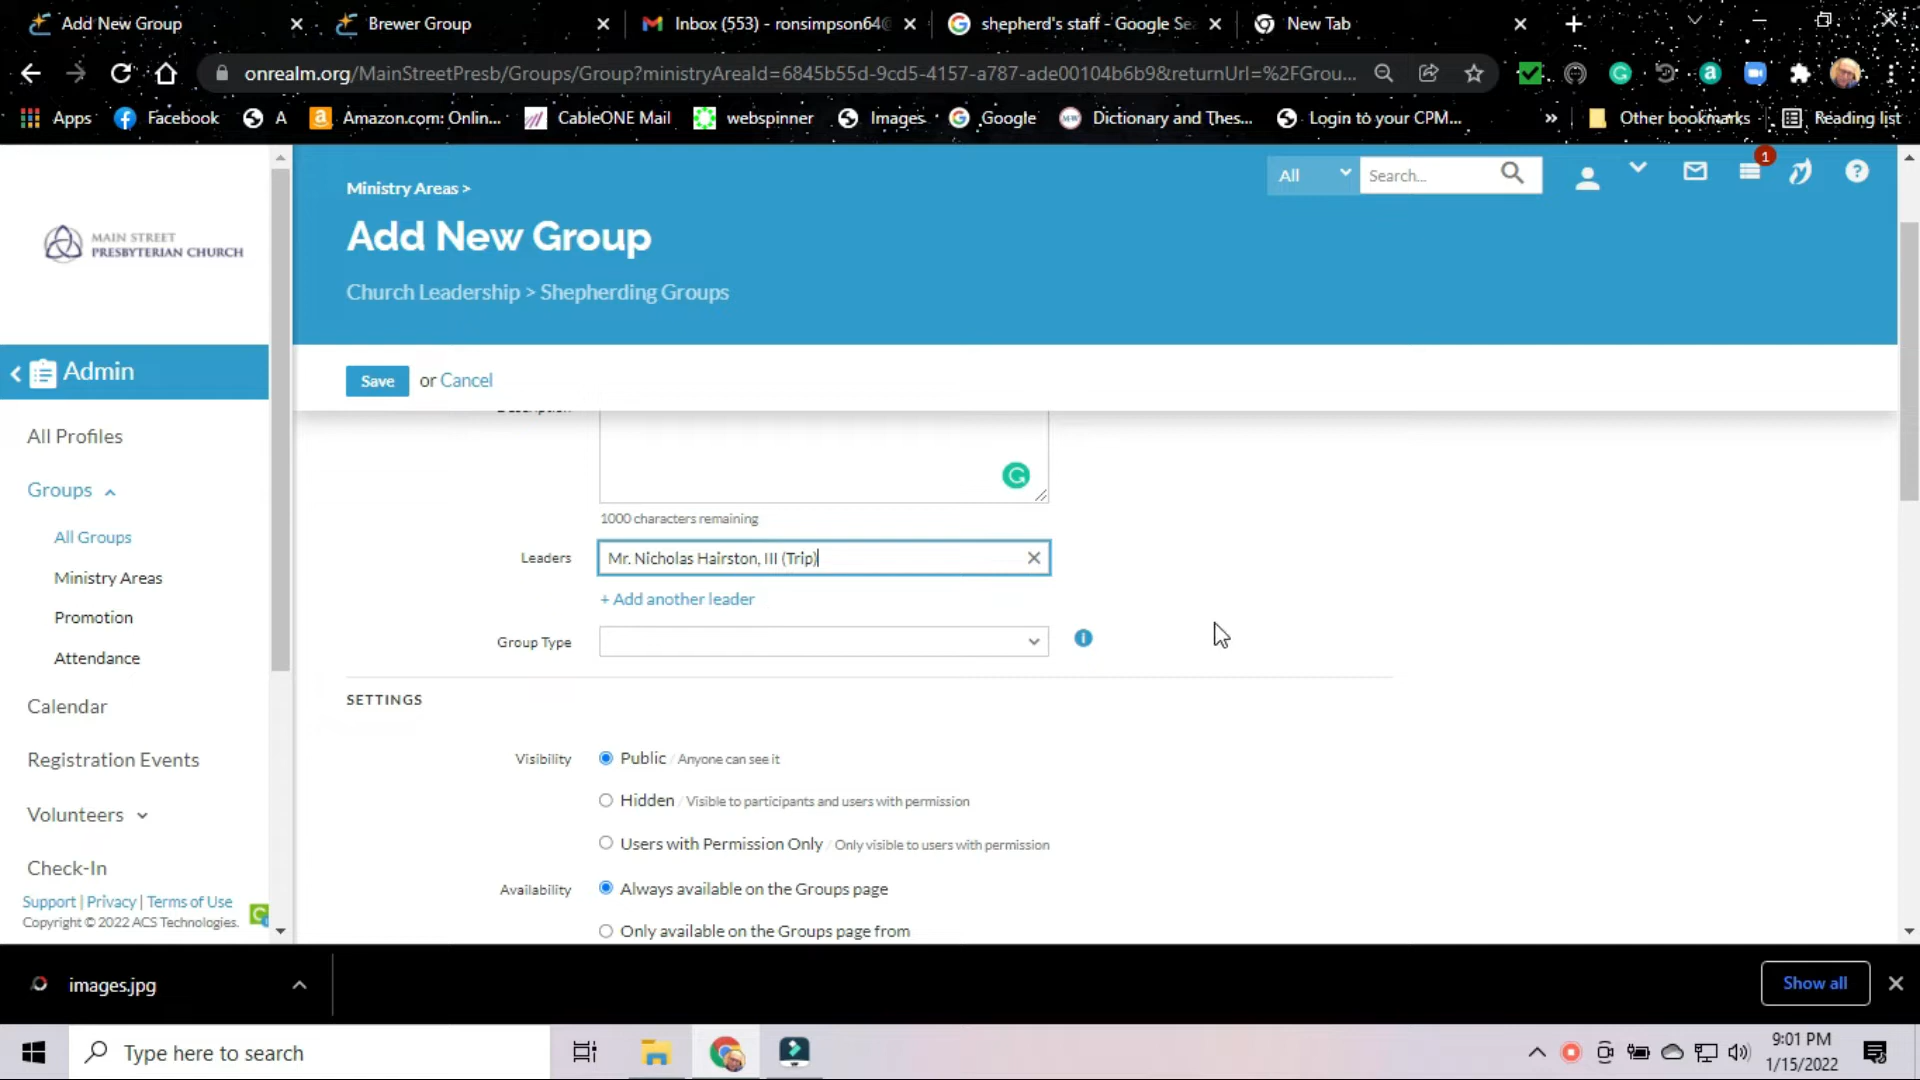 Add New Group
Brewer Group
Inbox (553) - ronsimpson64@
shepherd's staff - Google Sea
New Tab
onrealm.org/MainStreetPresb/Groups/Group?ministryAreaId=6845b55d-9cd5-4157-a787-ade00104b6b9&returnUrl=%2FGrou...
Apps
Facebook
A
Amazon.com: Onlin...
CableONE Mail
webspinner
Images
Google
Dictionary and Thes...
Login to your CPM...
»
Other bookmarks
Reading list
MAIN STREET
PRESBYTERIAN CHURCH
Ministry Areas >
Add New Group
Church Leadership > Shepherding Groups
All
Search...
1
Admin
Save or Cancel
All Profiles
Groups
All Groups
Ministry Areas
Promotion
Attendance
Calendar
Registration Events
Volunteers
Check-In
Support | Privacy | Terms of Use
Copyright © 2022 ACS Technologies.
Description
1000 characters remaining
Leaders
Mr. Nicholas Hairston, III (Trip)
+ Add another leader
Group Type
SETTINGS
Visibility
Public / Anyone can see it
Hidden / Visible to participants and users with permission
Users with Permission Only / Only visible to users with permission
Availability
Always available on the Groups page
Only available on the Groups page from
images.jpg
Show all
Type here to search
9:01 PM
1/15/2022